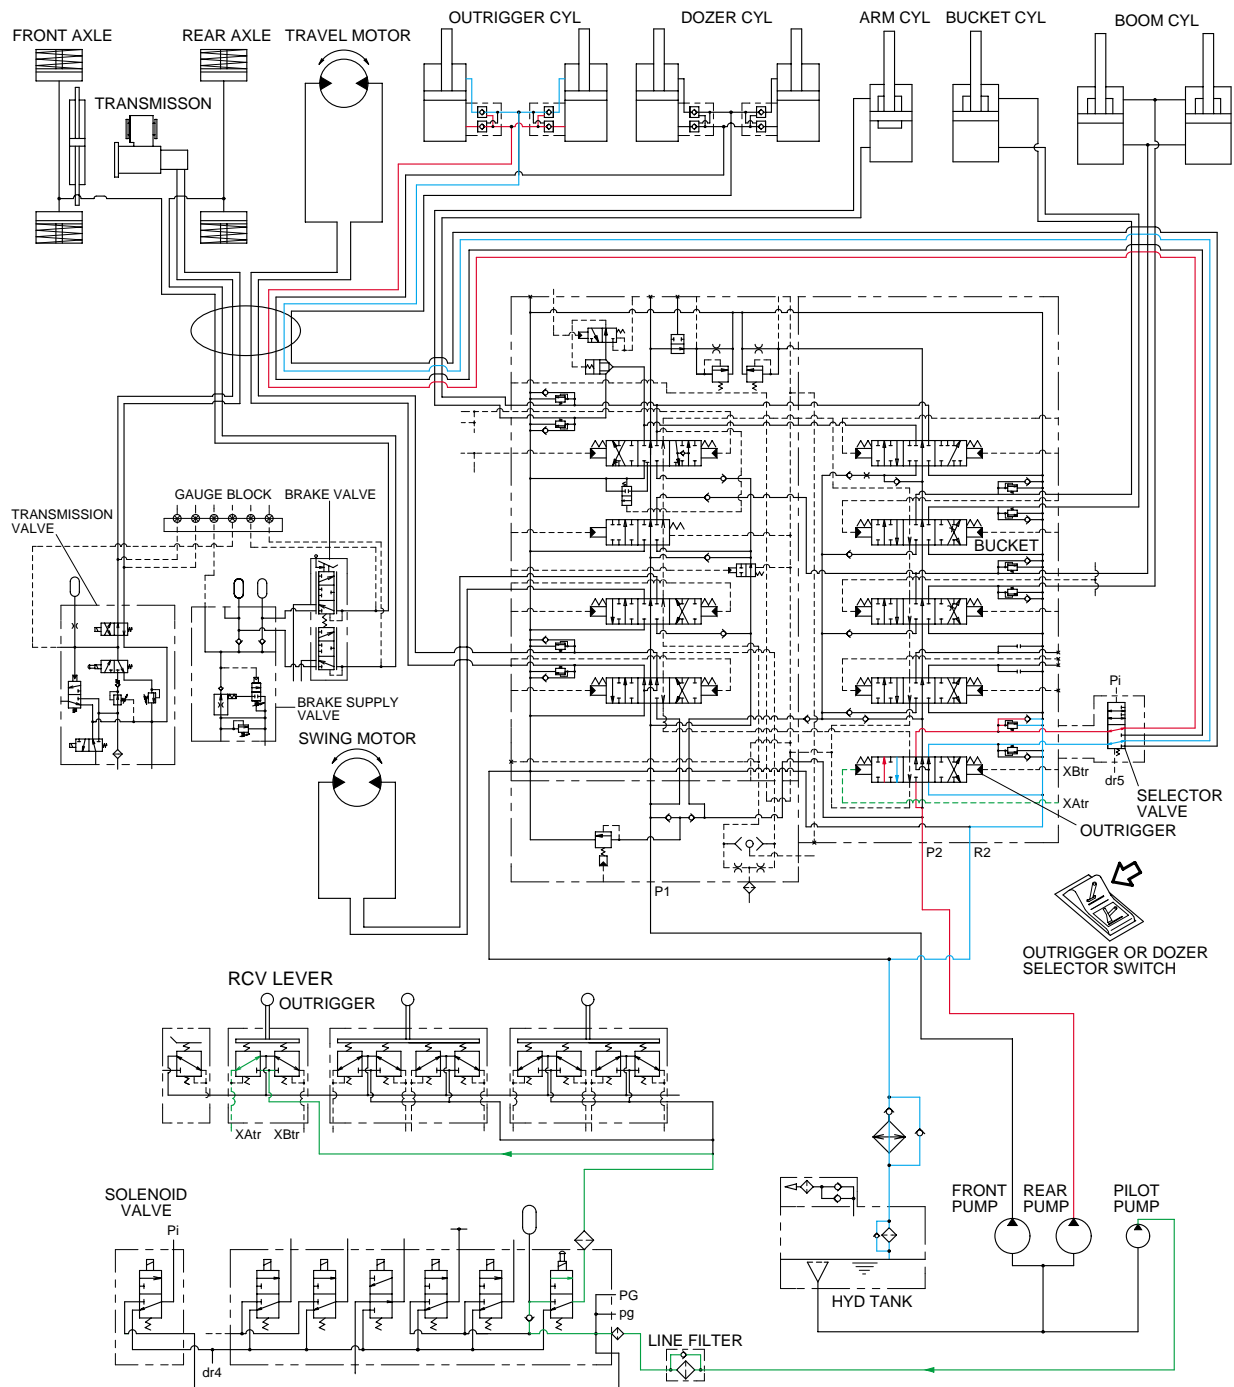 OUTRIGGER CYL
DOZER CYL
ARM CYL
BUCKET CYL
BOOM CYL
FRONT AXLE
REAR AXLE
TRAVEL MOTOR
TRANSMISSON
GAUGE BLOCK
BRAKE VALVE
TRANSMISSION
VALVE
BUCKET
BRAKE SUPPLY
VALVE
SWING MOTOR
Pi
dr5
XBtr
XAtr
SELECTOR
VALVE
OUTRIGGER
P2
R2
P1
OUTRIGGER OR DOZER
SELECTOR SWITCH
RCV LEVER
OUTRIGGER
XAtr
XBtr
SOLENOID
VALVE
Pi
FRONT
PUMP
REAR
PUMP
PILOT
PUMP
PG
pg
HYD TANK
LINE FILTER
dr4